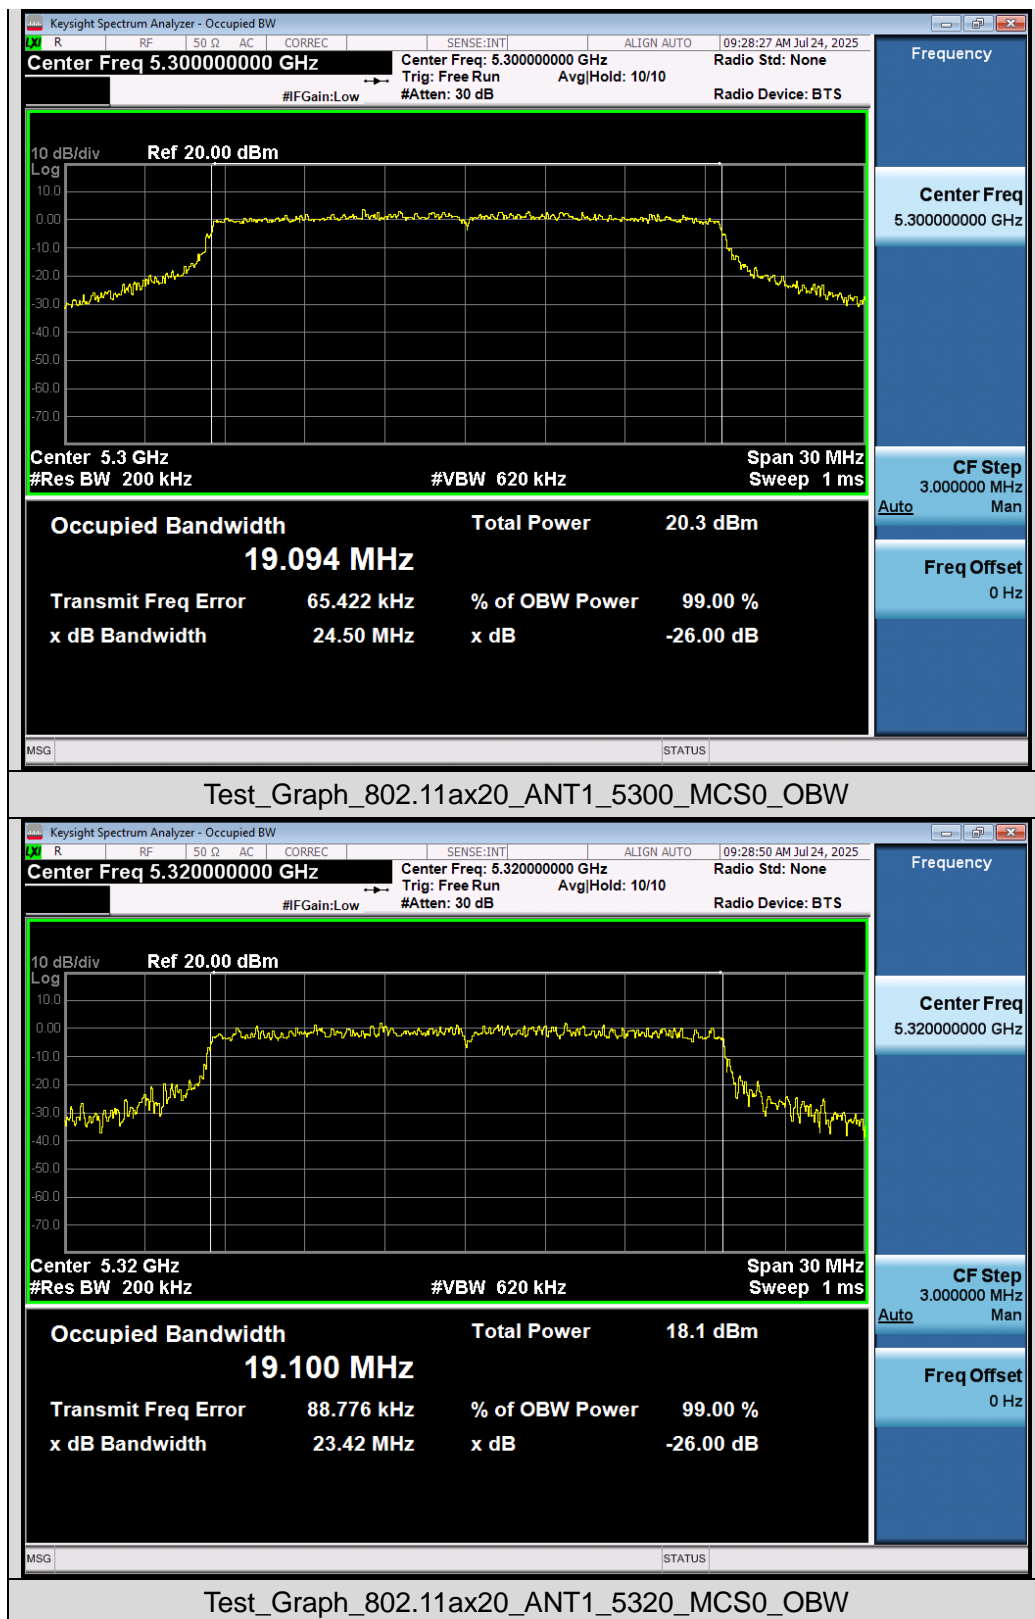 Keysight Spectrum Analyzer - Occupied BW
LXI R RF 50 Ω AC CORREC SENSE:INT ALIGN AUTO 09:28:27 AM Jul 24, 2025
Center Freq 5.300000000 GHz
Center Freq: 5.300000000 GHz
Radio Std: None
Trig: Free Run Avg|Hold: 10/10
#IFGain:Low #Atten: 30 dB Radio Device: BTS
Frequency
10 dB/div Ref 20.00 dBm
Log
10.0
0.00
-10.0
-20.0
-30.0
-40.0
-50.0
-60.0
-70.0
Center 5.3 GHz Span 30 MHz
#Res BW 200 kHz #VBW 620 kHz Sweep 1 ms
Center Freq
5.300000000 GHz
CF Step
3.000000 MHz
Auto Man
Freq Offset
0 Hz
Occupied Bandwidth Total Power 20.3 dBm
19.094 MHz
Transmit Freq Error 65.422 kHz % of OBW Power 99.00 %
x dB Bandwidth 24.50 MHz x dB -26.00 dB
MSG STATUS
Test_Graph_802.11ax20_ANT1_5300_MCS0_OBW
Keysight Spectrum Analyzer - Occupied BW
LXI R RF 50 Ω AC CORREC SENSE:INT ALIGN AUTO 09:28:50 AM Jul 24, 2025
Center Freq 5.320000000 GHz
Center Freq: 5.320000000 GHz
Radio Std: None
Trig: Free Run Avg|Hold: 10/10
#IFGain:Low #Atten: 30 dB Radio Device: BTS
Frequency
10 dB/div Ref 20.00 dBm
Log
10.0
0.00
-10.0
-20.0
-30.0
-40.0
-50.0
-60.0
-70.0
Center 5.32 GHz Span 30 MHz
#Res BW 200 kHz #VBW 620 kHz Sweep 1 ms
Center Freq
5.320000000 GHz
CF Step
3.000000 MHz
Auto Man
Freq Offset
0 Hz
Occupied Bandwidth Total Power 18.1 dBm
19.100 MHz
Transmit Freq Error 88.776 kHz % of OBW Power 99.00 %
x dB Bandwidth 23.42 MHz x dB -26.00 dB
MSG STATUS
Test_Graph_802.11ax20_ANT1_5320_MCS0_OBW